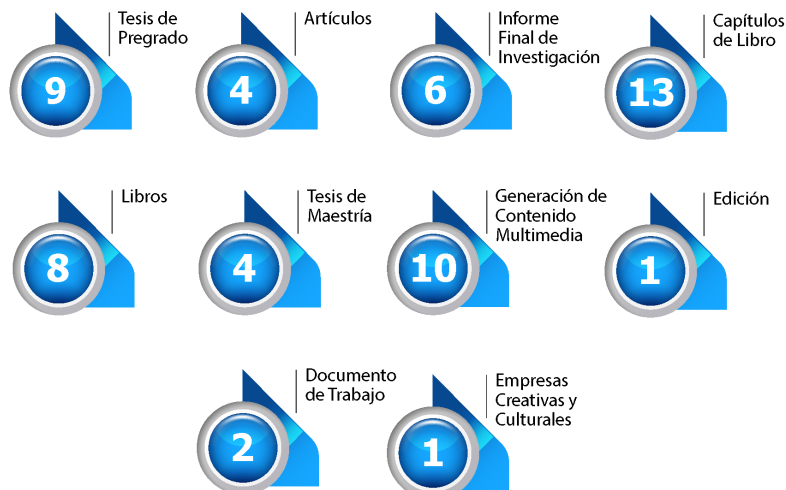 Tesis de
Pregrado
9
Artículos
4
Informe
Final de
Investigación
6
Capítulos
de Libro
13
Libros
8
Tesis de
Maestría
4
Generación de
Contenido
Multimedia
10
Edición
1
Documento
de Trabajo
2
Empresas
Creativas y
Culturales
1